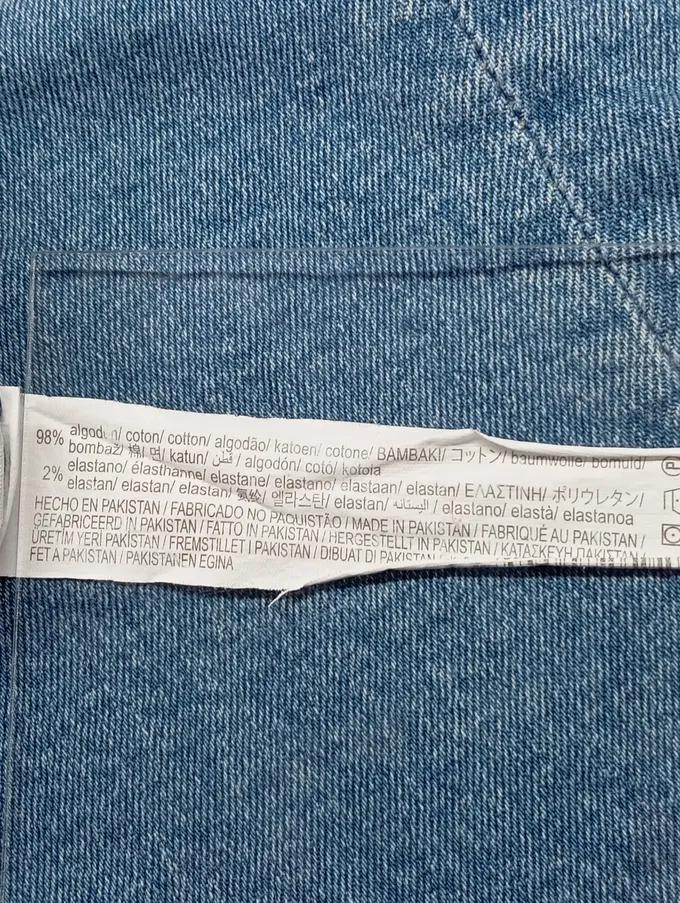 98% algodón/ coton/ cotton/ algodão/ katoen/ cotone/ BAMBAKI/ コットン/ baumwolle/ bomuld/
bombaž/ 棉/ 면/ katun/ قطن / algodón/ cotó/ kotoia
2% elastano/ élasthanne/ elastane/ elastano/ elastaan/ elastan/ ΕΛΑΣΤΙΝΗ/ ポリウレタン/
elastan/ elastan/ elastan/ 氨纶/ 엘라스탄/ elastan/ اليستانه / elastano/ elastà/ elastanoa
HECHO EN PAKISTAN / FABRICADO NO PAQUISTÃO / MADE IN PAKISTAN / FABRIQUÉ AU PAKISTAN /
GEFABRICEERD IN PAKISTAN / FATTO IN PAKISTAN / HERGESTELLT IN PAKISTAN / ΚΑΤΑΣΚΕΥΗ ΠΑΚΙΣΤΑΝ /
ÜRETİM YERİ PAKİSTAN / FREMSTILLET I PAKISTAN / DIBUAT DI PAKISTAN
FET A PAKISTAN / PAKISTANEN EGINA